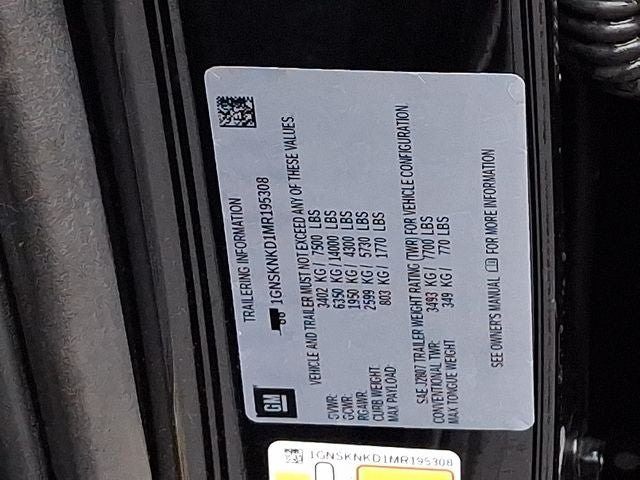 TRAILERING INFORMATION
GM 1GNSKNKD1MR195308
VEHICLE AND TRAILER MUST NOT EXCEED ANY OF THESE VALUES
GVWR: 3402 KG / 7500 LBS
GCWR: 6350 KG / 14000 LBS
RGAWR: 1950 KG / 4300 LBS
CURB WEIGHT: 2599 KG / 5730 LBS
MAX PAYLOAD 803 KG / 1770 LBS
SAE J2807 TRAILER WEIGHT RATING (TWR) FOR VEHICLE CONFIGURATION.
CONVENTIONAL TWR: 3493 KG / 7700 LBS
MAX TONGUE WEIGHT 349 KG / 770 LBS
SEE OWNER'S MANUAL FOR MORE INFORMATION
1GNSKNKD1MR195308